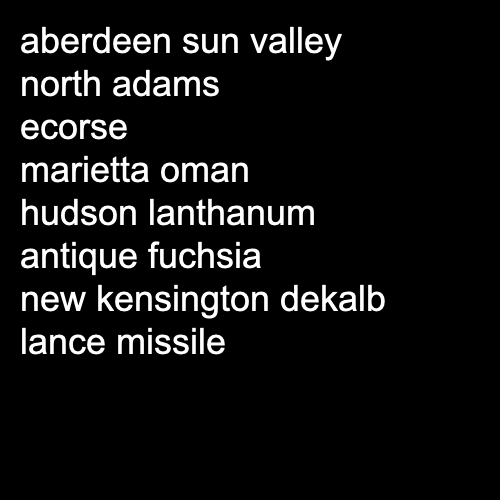 aberdeen sun valley
north adams
ecorse
marietta oman
hudson lanthanum
antique fuchsia
new kensington dekalb
lance missile